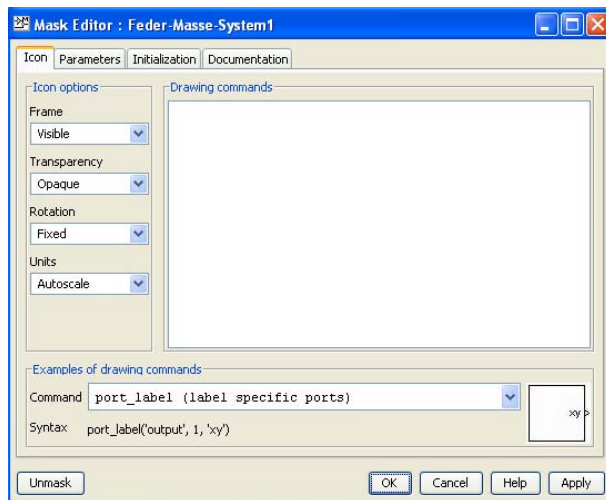 Mask Editor : Feder-Masse-System1
Icon Parameters Initialization Documentation
Icon options
Drawing commands
Frame
Visible
Transparency
Opaque
Rotation
Fixed
Units
Autoscale
Examples of drawing commands
Command port_label (label specific ports)
xy >
Syntax port_label('output', 1, 'xy')
Unmask OK Cancel Help Apply